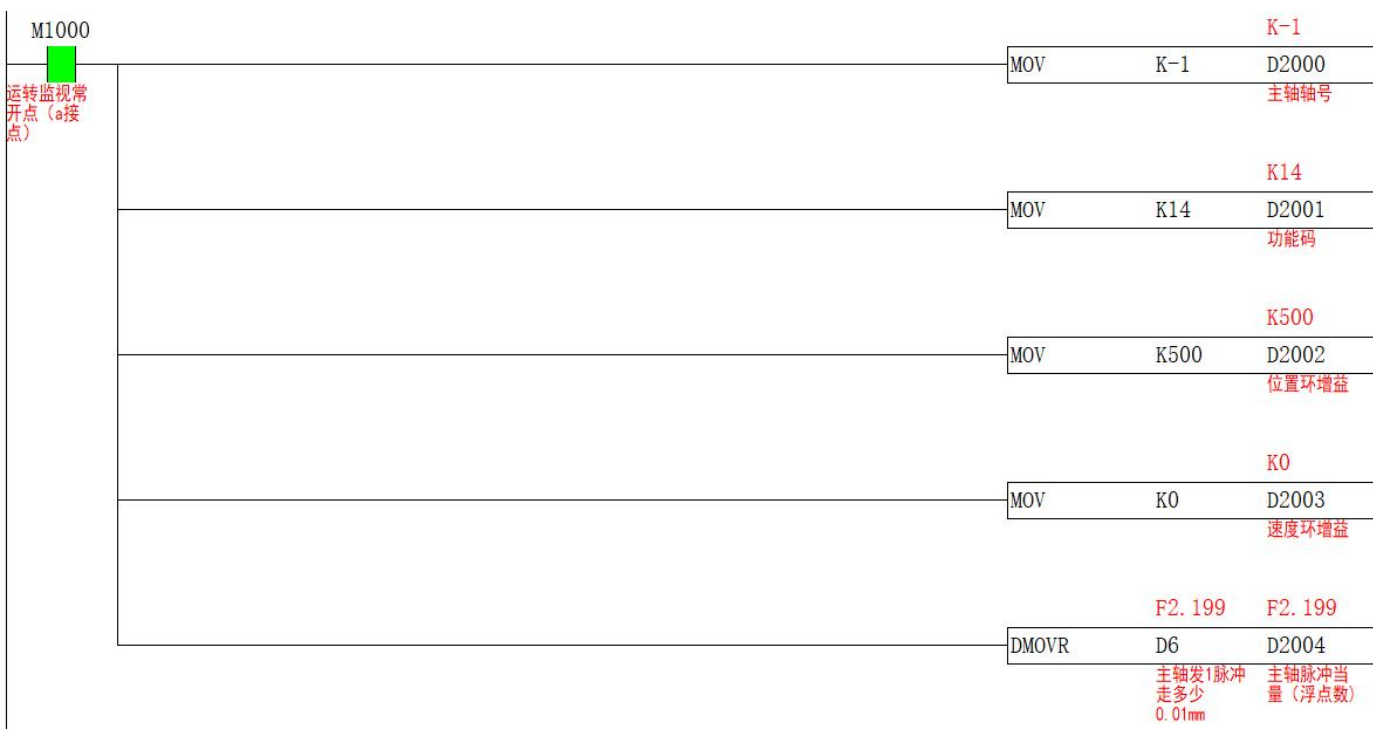 M1000
K-1
MOV K-1 D2000
运转监视常
开点（a接
点）
主轴轴号
K14
MOV K14 D2001
功能码
K500
MOV K500 D2002
位置环增益
K0
MOV K0 D2003
速度环增益
F2.199 F2.199
DMOVR D6 D2004
主轴发1脉冲
走多少
0.01mm
主轴脉冲当
量（浮点数）